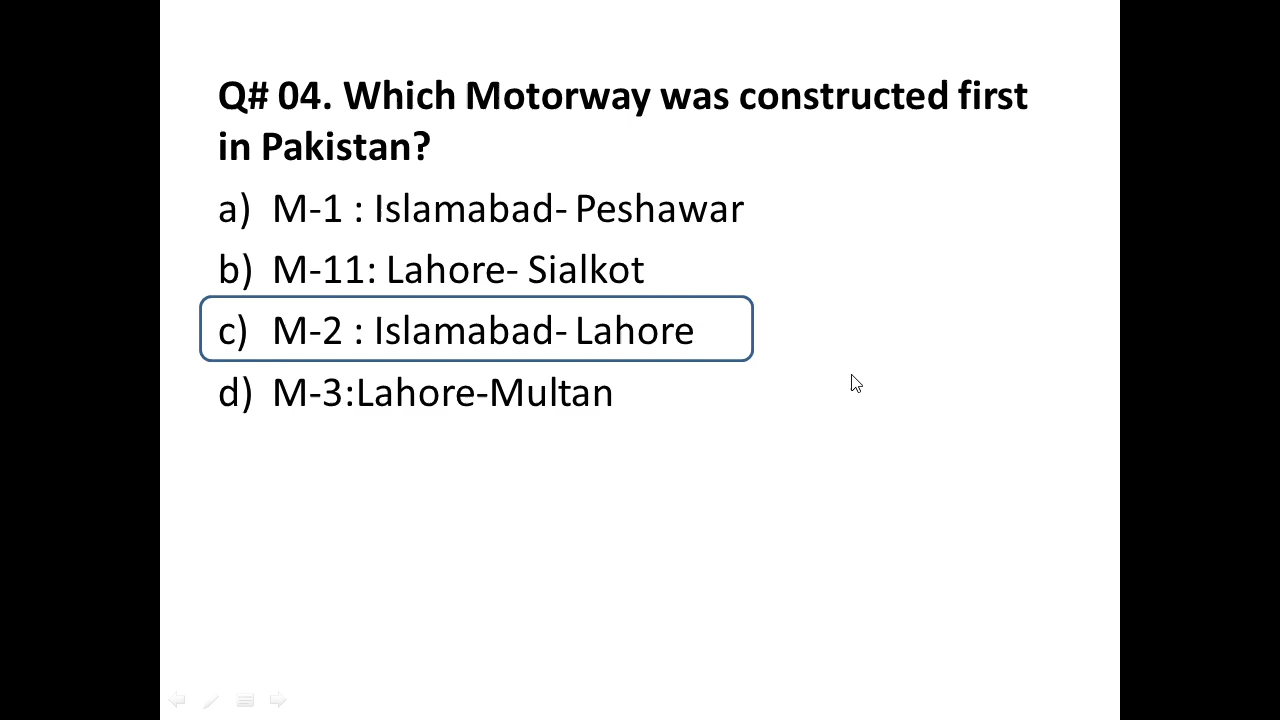 Q# 04. Which Motorway was constructed first
in Pakistan?
a) M-1 : Islamabad- Peshawar
b) M-11: Lahore- Sialkot
c) M-2 : Islamabad- Lahore
d) M-3:Lahore-Multan